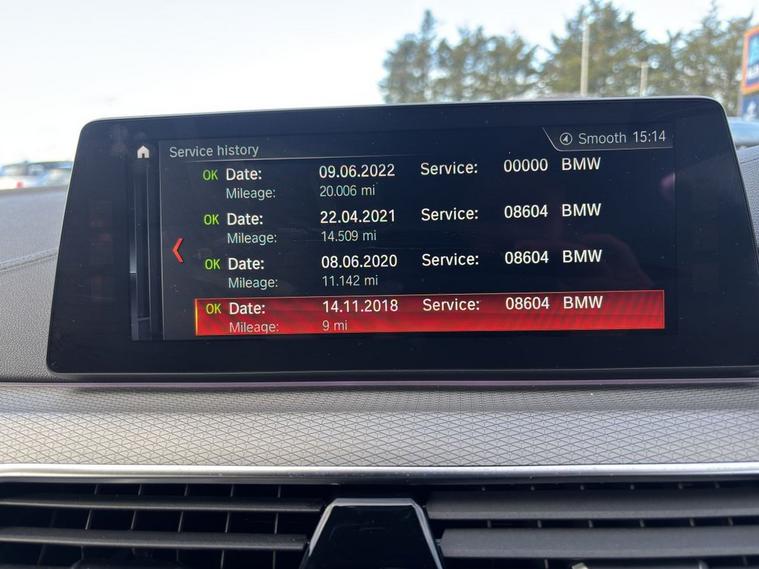 Service history
Smooth 15:14
OK Date: 09.06.2022 Service: 00000 BMW
Mileage: 20.006 mi
OK Date: 22.04.2021 Service: 08604 BMW
Mileage: 14.509 mi
OK Date: 08.06.2020 Service: 08604 BMW
Mileage: 11.142 mi
OK Date: 14.11.2018 Service: 08604 BMW
Mileage: 9 mi